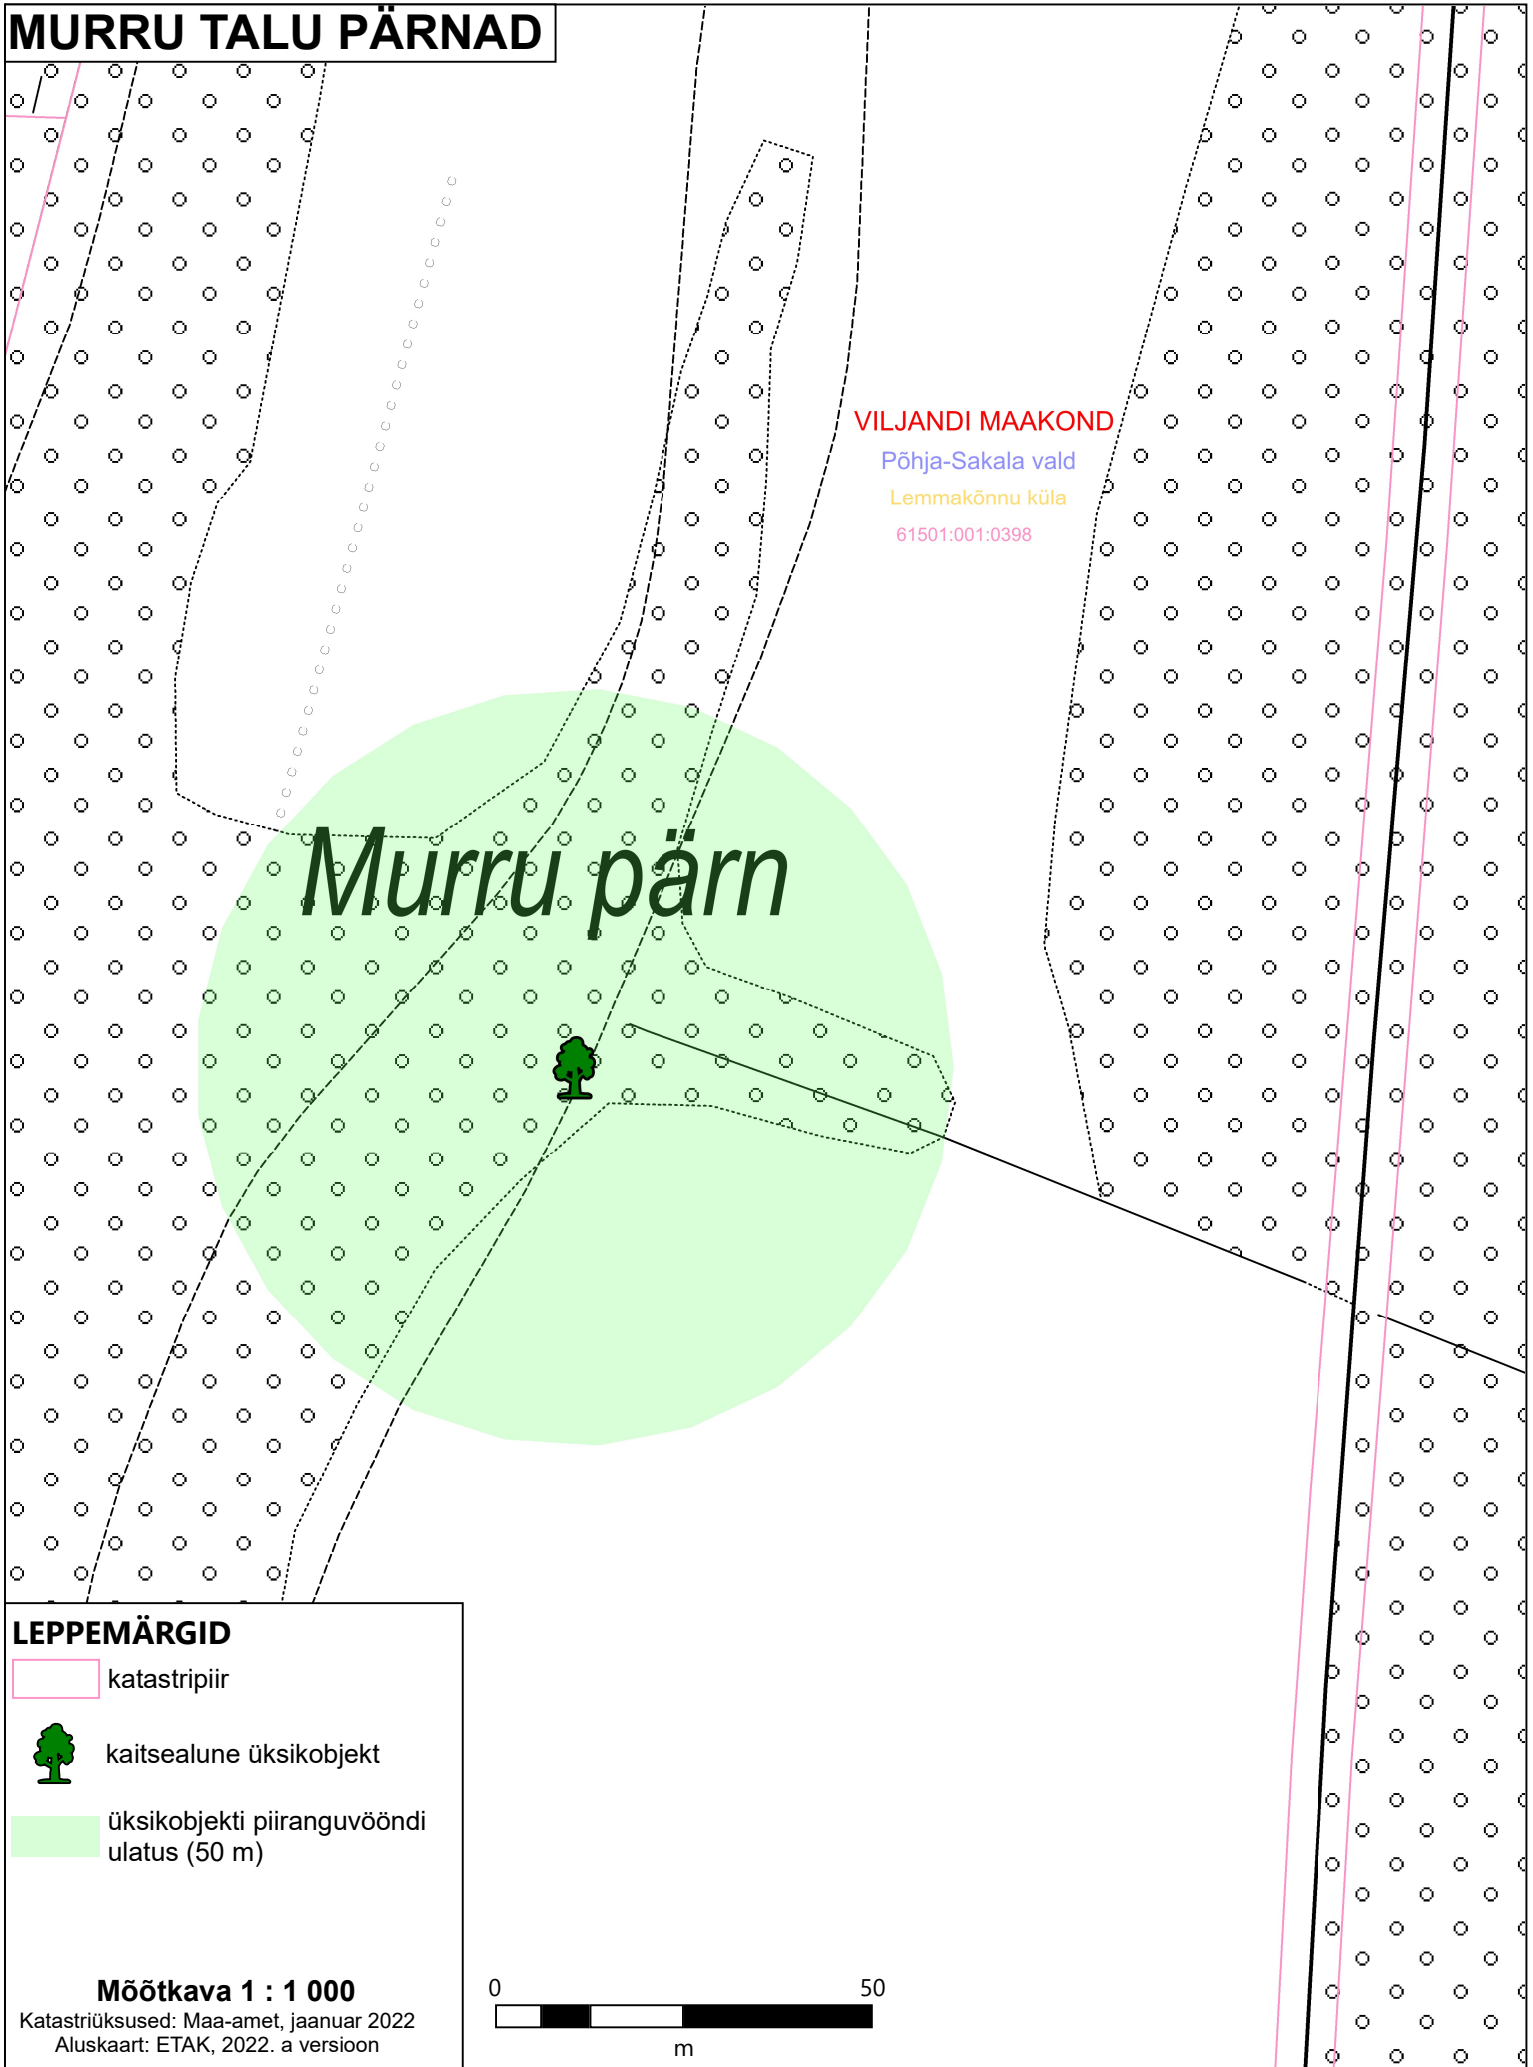 MURRU TALU PÄRNAD
VILJANDI MAAKOND
Põhja-Sakala vald
Lemmakõnnu küla
61501:001:0398
Murru pärn
LEPPEMÄRGID
katastripiir
kaitsealune üksikobjekt
üksikobjekti piiranguvööndi
ulatus (50 m)
Mõõtkava 1 : 1 000
Katastriüksused: Maa-amet, jaanuar 2022
Aluskaart: ETAK, 2022. a versioon
0 50
m